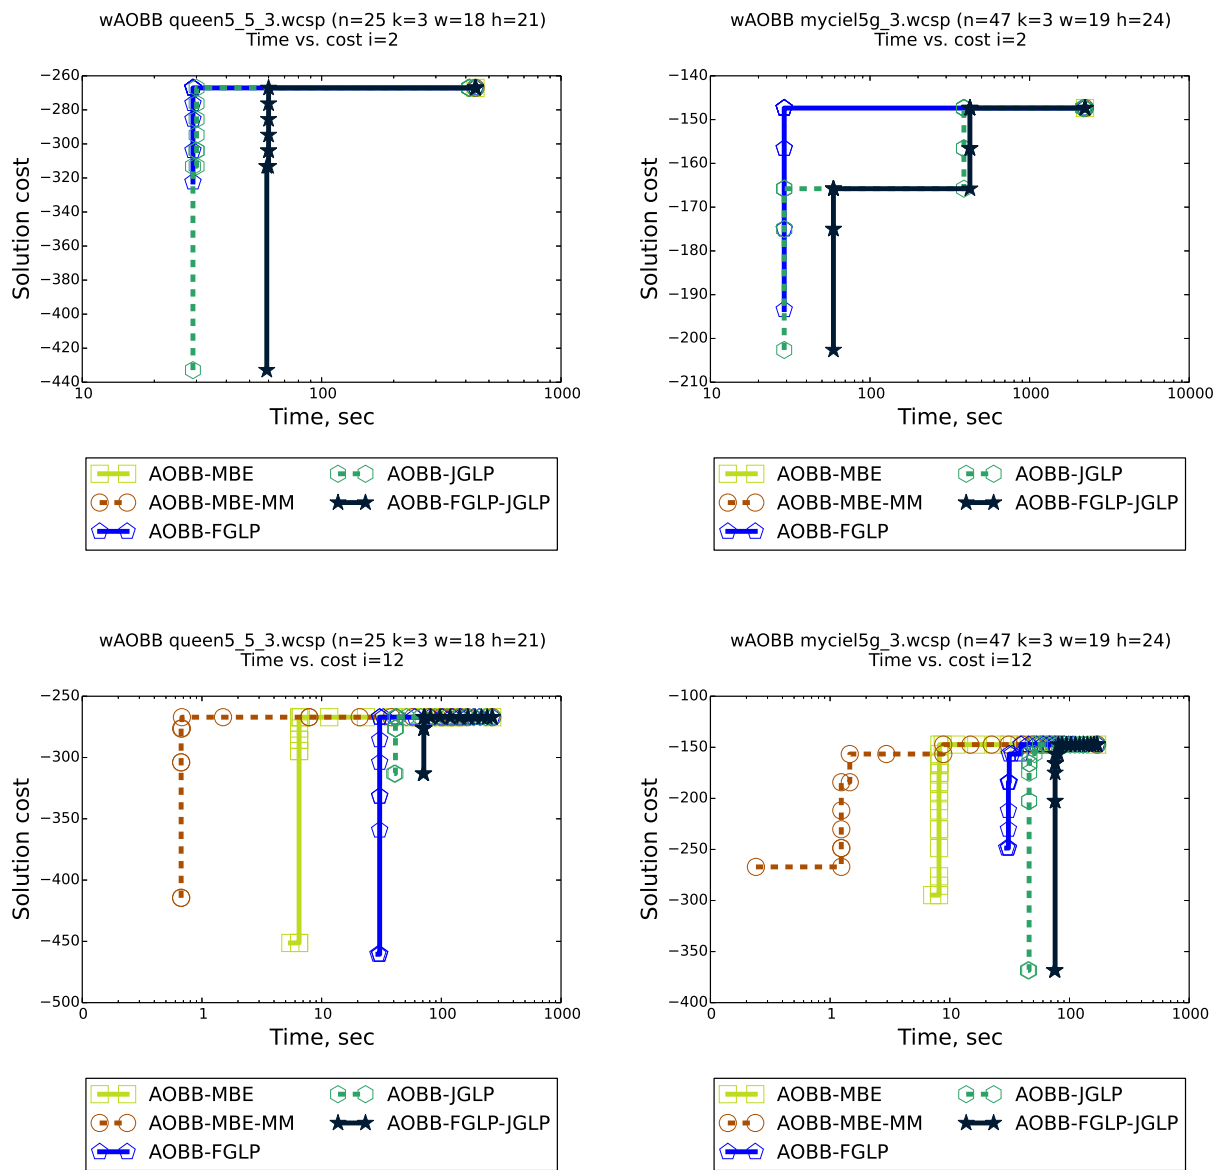 wAOBB queen5_5_3.wcsp (n=25 k=3 w=18 h=21)
Time vs. cost i=2
−260
−280
−300
−320
−340
−360
−380
−400
−420
−440
Solution cost
10
100
1000
Time, sec
AOBB-MBE
AOBB-MBE-MM
AOBB-FGLP
AOBB-JGLP
AOBB-FGLP-JGLP
wAOBB myciel5g_3.wcsp (n=47 k=3 w=19 h=24)
Time vs. cost i=2
−140
−150
−160
−170
−180
−190
−200
−210
Solution cost
10
100
1000
10000
Time, sec
AOBB-MBE
AOBB-MBE-MM
AOBB-FGLP
AOBB-JGLP
AOBB-FGLP-JGLP
wAOBB queen5_5_3.wcsp (n=25 k=3 w=18 h=21)
Time vs. cost i=12
−250
−300
−350
−400
−450
−500
Solution cost
0
1
10
100
1000
Time, sec
AOBB-MBE
AOBB-MBE-MM
AOBB-FGLP
AOBB-JGLP
AOBB-FGLP-JGLP
wAOBB myciel5g_3.wcsp (n=47 k=3 w=19 h=24)
Time vs. cost i=12
−100
−150
−200
−250
−300
−350
−400
Solution cost
0
1
10
100
1000
Time, sec
AOBB-MBE
AOBB-MBE-MM
AOBB-FGLP
AOBB-JGLP
AOBB-FGLP-JGLP